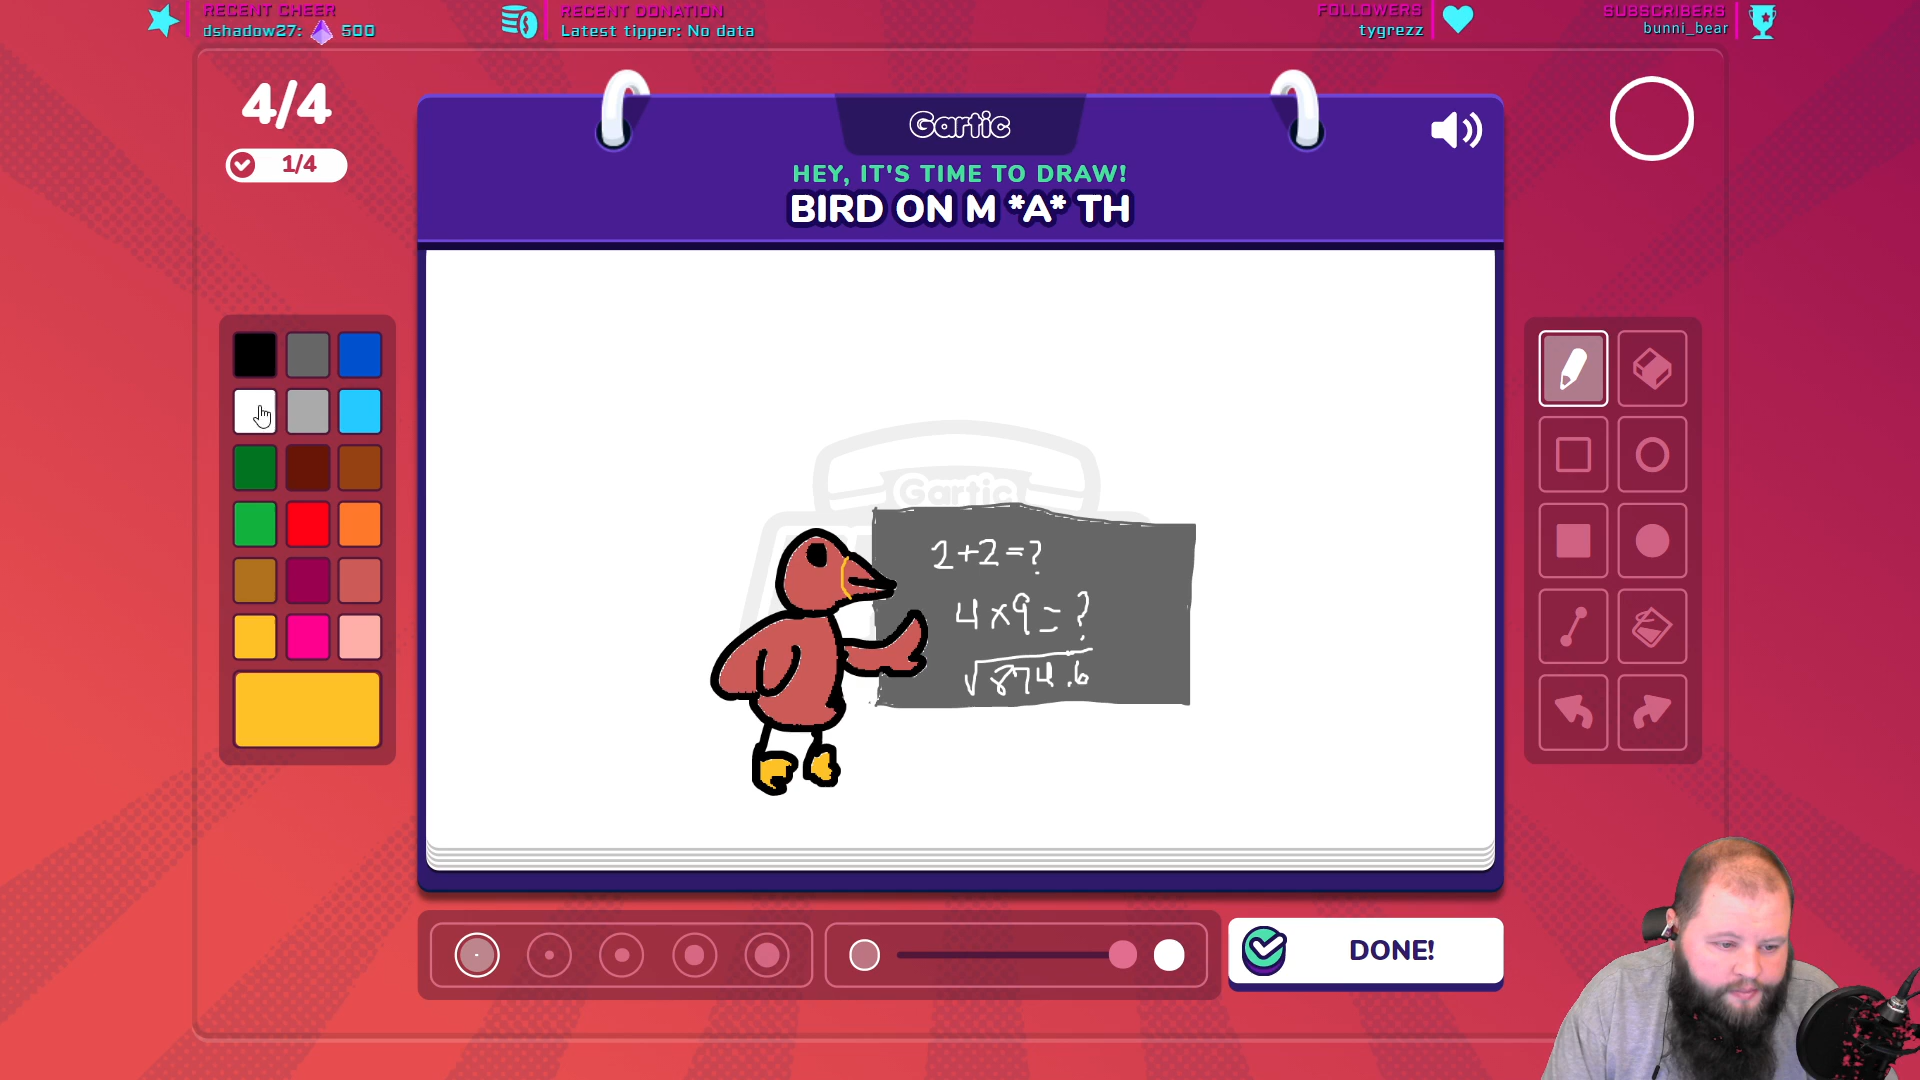 RECENT CHEER
dshadow27: 500
RECENT DONATION
Latest tipper: No data
FOLLOWERS
tygrezz
SUBSCRIBERS
bunni_bear
4/4
1/4
Gartic
HEY, IT'S TIME TO DRAW!
BIRD ON M *A* TH
Gartic
2+2=?
4x9=?
√874.6
DONE!